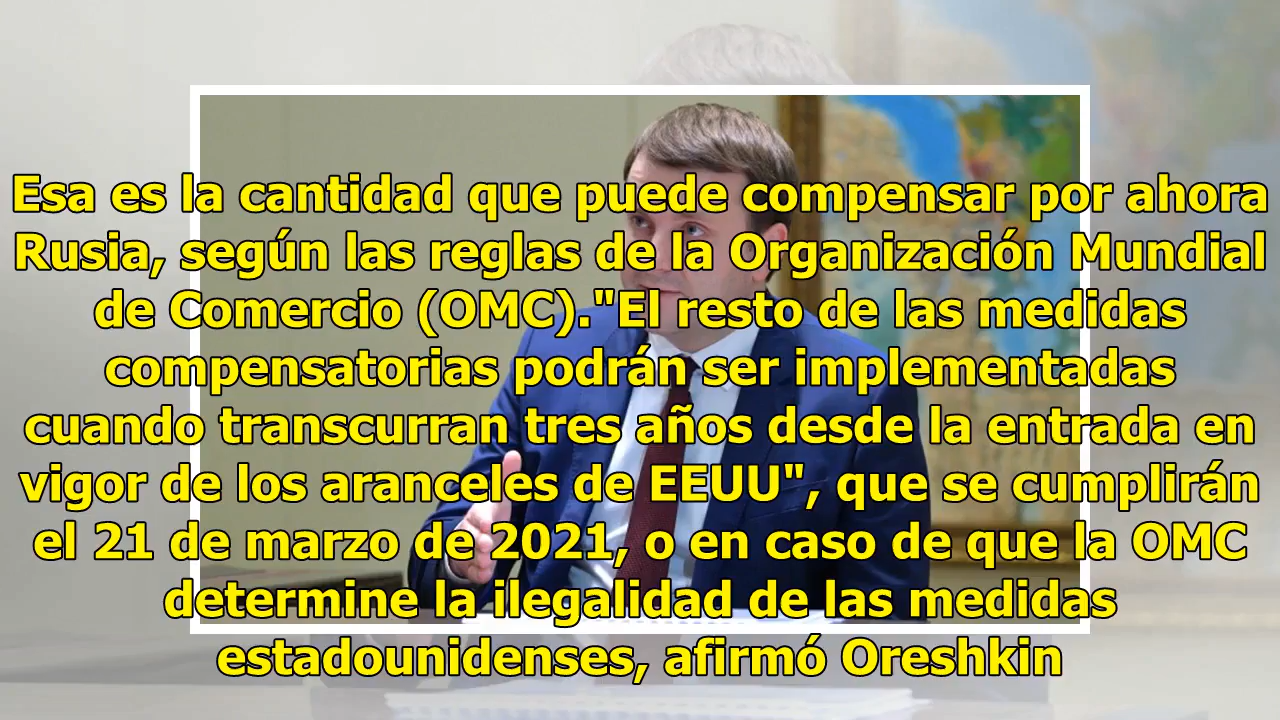 Esa es la cantidad que puede compensar por ahora
Rusia, según las reglas de la Organización Mundial
de Comercio (OMC)."El resto de las medidas
compensatorias podrán ser implementadas
cuando transcurran tres años desde la entrada en
vigor de los aranceles de EEUU", que se cumplirán
el 21 de marzo de 2021, o en caso de que la OMC
determine la ilegalidad de las medidas
estadounidenses, afirmó Oreshkin